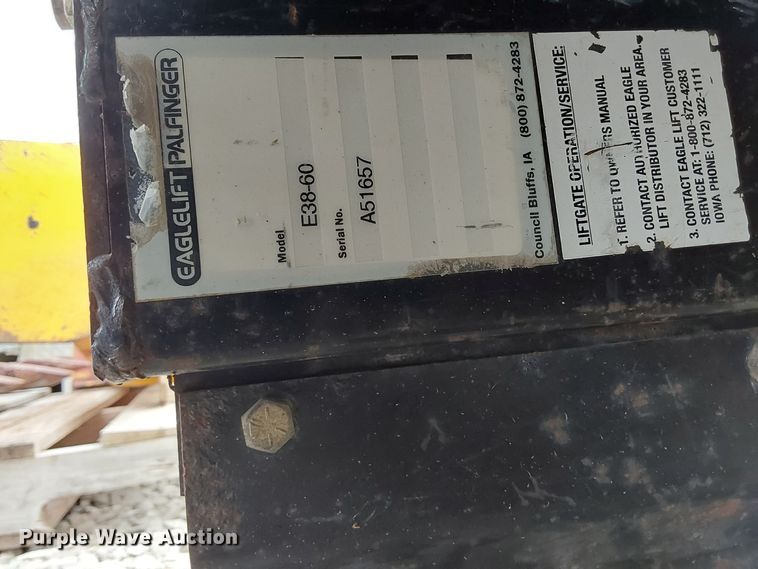 EAGLELIFT PALFINGER
Model E38-60
Serial No. A51657
Council Bluffs, IA (800) 872-4283
LIFTGATE OPERATION/SERVICE:
1. REFER TO OWNERS MANUAL
2. CONTACT AUTHORIZED EAGLE
LIFT DISTRIBUTOR IN YOUR AREA.
3. CONTACT EAGLE LIFT CUSTOMER
SERVICE AT: 1-800-872-4283
IOWA PHONE: (712) 322-1111
Purple Wave Auction